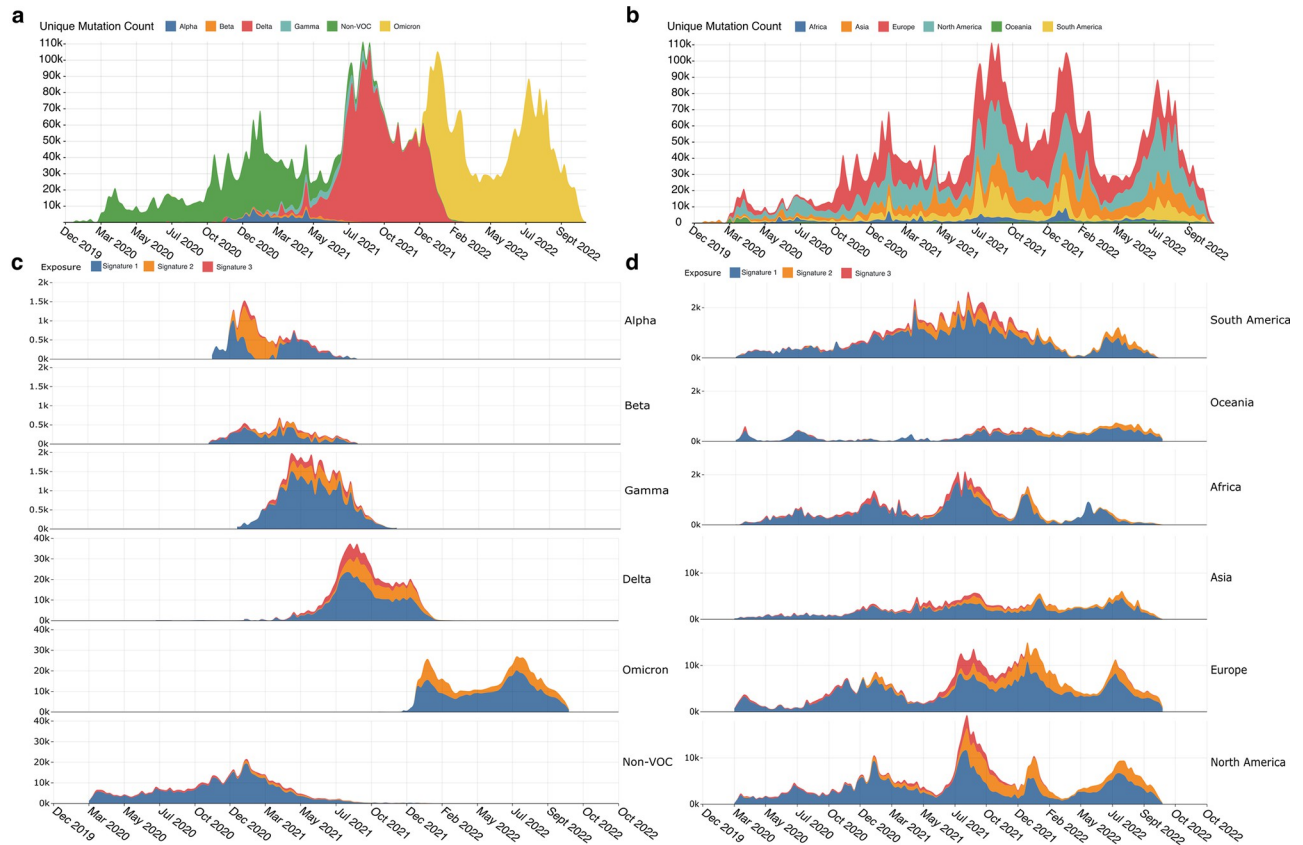 a
Unique Mutation Count Alpha Beta Delta Gamma Non-VOC Omicron
110k
100k
90k
80k
70k
60k
50k
40k
30k
20k
10k
Dec 2019 Mar 2020 May 2020 Jul 2020 Oct 2020 Dec 2020 Mar 2021 May 2021 Jul 2021 Oct 2021 Dec 2021 Feb 2022 May 2022 Jul 2022 Sept 2022
b
Unique Mutation Count Africa Asia Europe North America Oceania South America
110k
100k
90k
80k
70k
60k
50k
40k
30k
20k
10k
0
Dec 2019 Mar 2020 May 2020 Jul 2020 Oct 2020 Dec 2020 Mar 2021 May 2021 Jul 2021 Oct 2021 Dec 2021 Feb 2022 May 2022 Jul 2022 Sept 2022
c
Exposure Signature 1 Signature 2 Signature 3
2k
1.5k
1k
0.5k
0k
Alpha
2k
1.5k
1k
0.5k
0k
Beta
2k
1.5k
1k
0.5k
0k
Gamma
40k
30k
20k
10k
0k
Delta
40k
30k
20k
10k
0k
Omicron
40k
30k
20k
10k
0k
Non-VOC
Dec 2019 Mar 2020 May 2020 Jul 2020 Oct 2020 Dec 2020 Mar 2021 May 2021 Jul 2021 Oct 2021 Dec 2021 Feb 2022 May 2022 Jul 2022 Sept 2022 Oct 2022 Oct 2022
d
Exposure Signature 1 Signature 2 Signature 3
2k
0k
South America
2k
0k
Oceania
2k
0k
Africa
10k
0k
Asia
10k
0k
Europe
10k
0k
North America
Dec 2019 Mar 2020 May 2020 Jul 2020 Oct 2020 Dec 2020 Mar 2021 May 2021 Jul 2021 Oct 2021 Dec 2021 Feb 2022 May 2022 Jul 2022 Sept 2022 Oct 2022 Oct 2022